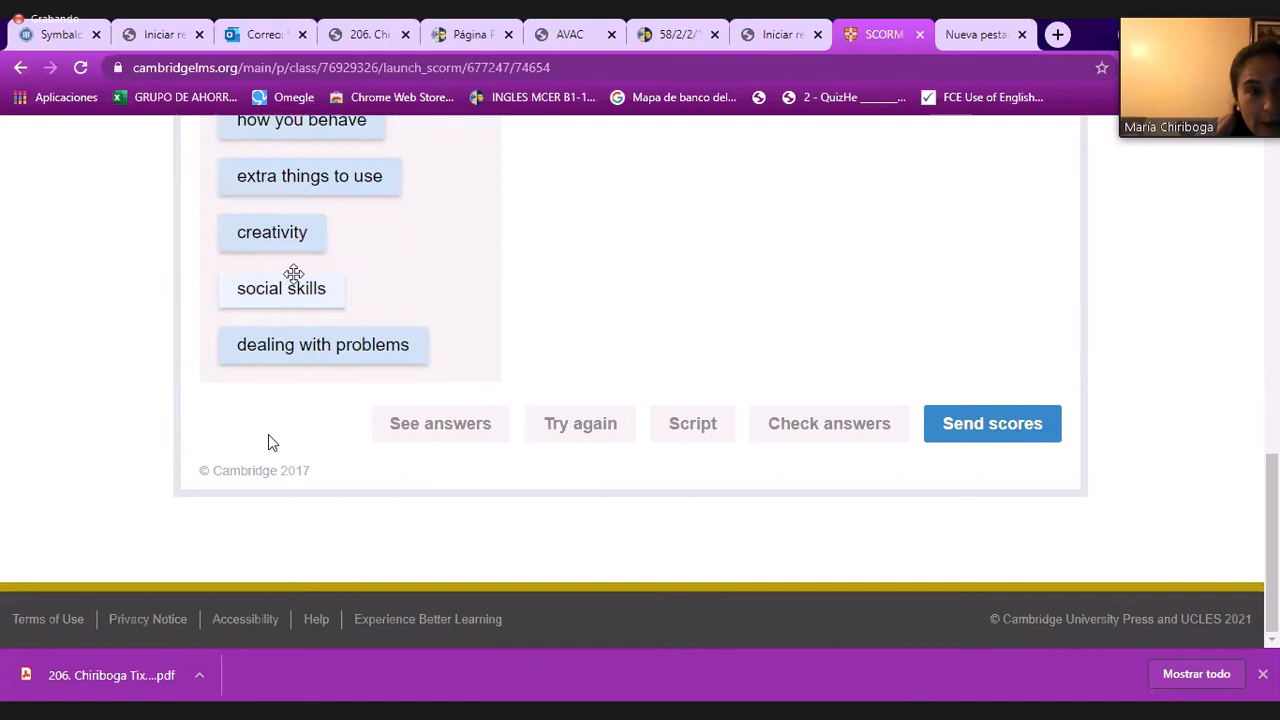 Grabando
Symbalc
Iniciar re
Correo:
206. Chi
Página P
AVAC
58/2/2/
Iniciar re
SCORM
Nueva pesta
cambridgelms.org/main/p/class/76929326/launch_scorm/677247/74654
Aplicaciones
GRUPO DE AHORR...
Omegle
Chrome Web Store...
INGLES MCER B1-1...
Mapa de banco del...
2 - QuizHe ______...
FCE Use of English...
María Chiriboga
how you behave
extra things to use
creativity
social skills
dealing with problems
See answers
Try again
Script
Check answers
Send scores
© Cambridge 2017
Terms of Use
Privacy Notice
Accessibility
Help
Experience Better Learning
© Cambridge University Press and UCLES 2021
206. Chiriboga Tix....pdf
Mostrar todo